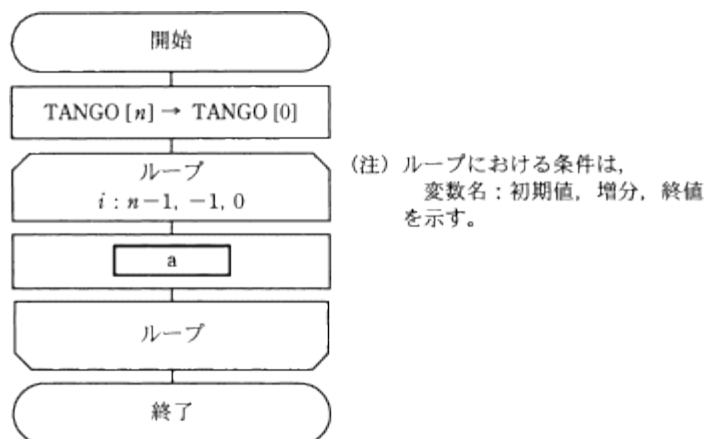 開始
TANGO [n] → TANGO [0]
ループ
i : n−1, −1, 0
a
ループ
終了
(注) ループにおける条件は,
変数名:初期値, 増分, 終値
を示す。